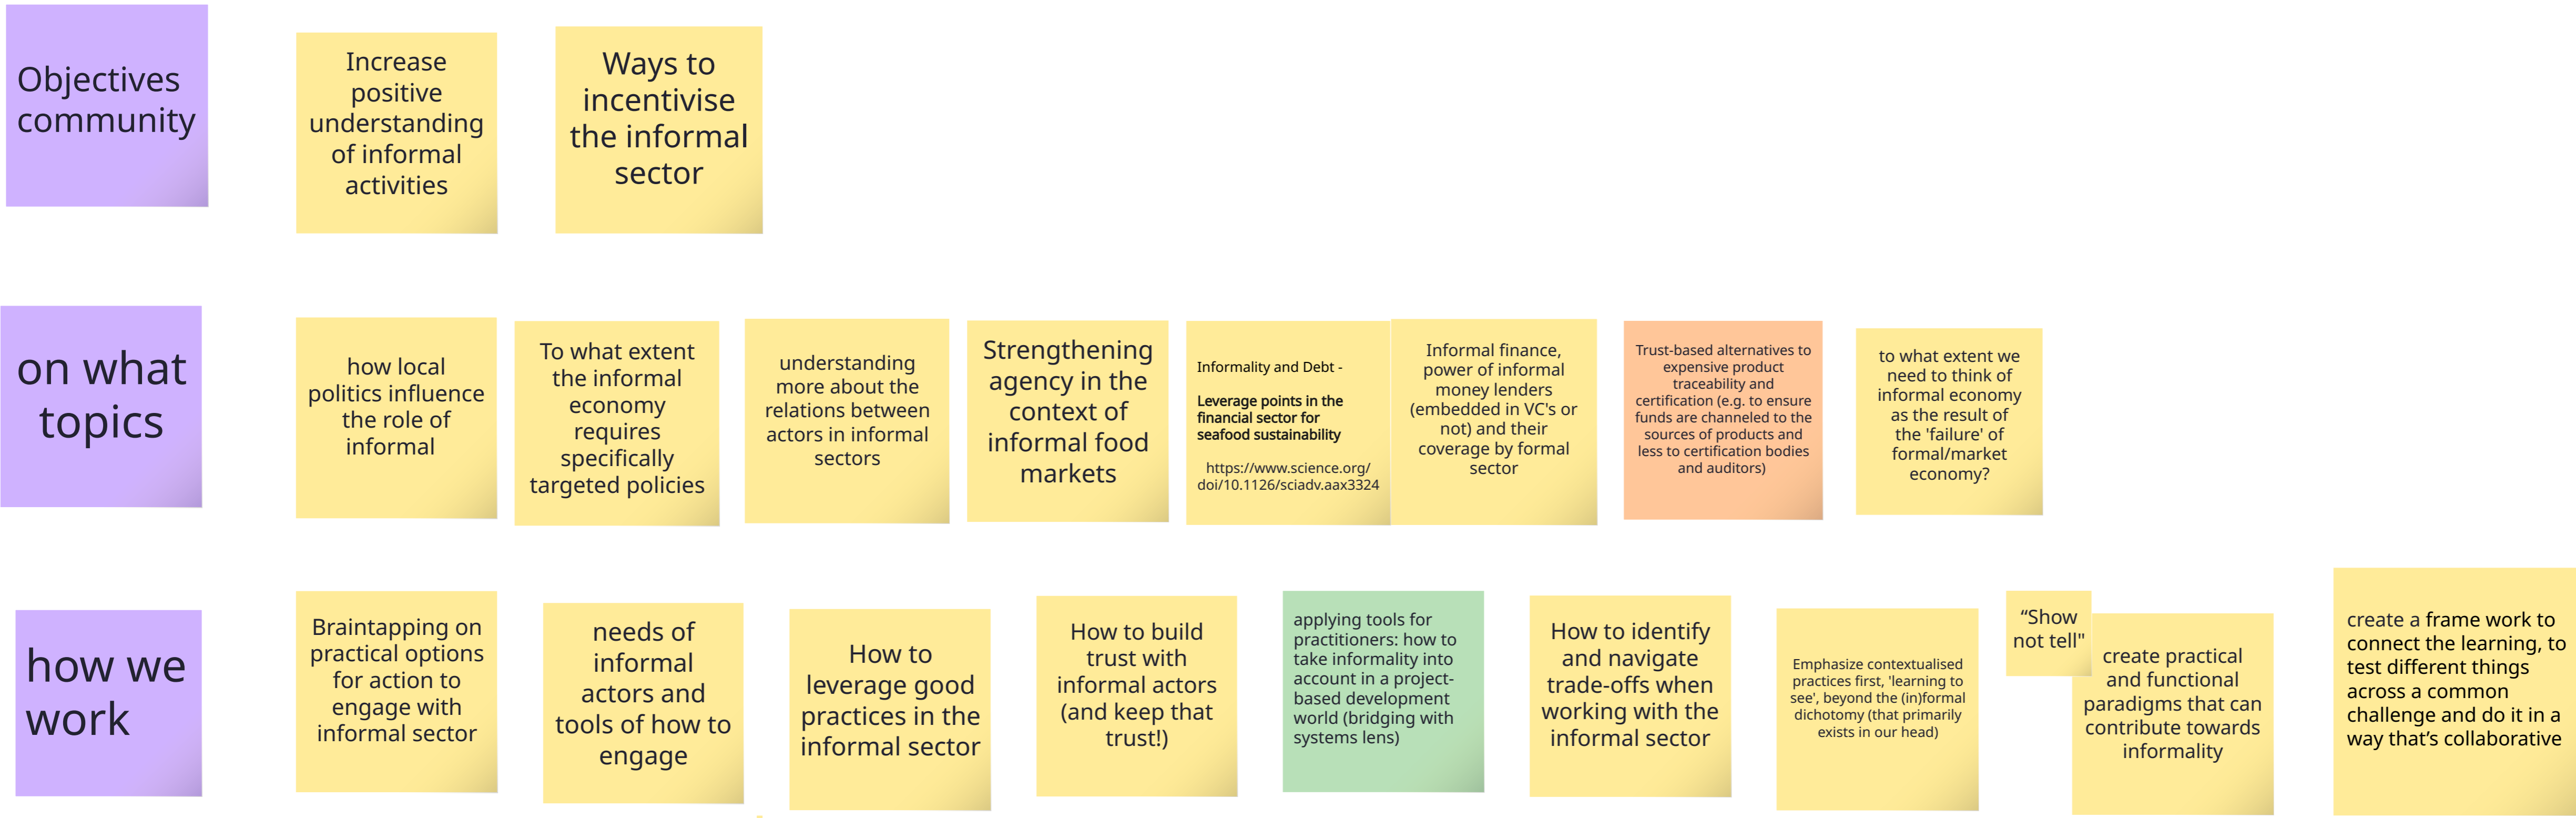 Objectives
community
Increase
positive
understanding
of informal
activities
Ways to
incentivise
the informal
sector
on what
topics
how local
politics influence
the role of
informal
To what extent
the informal
economy
requires
specifically
targeted policies
understanding
more about the
relations between
actors in informal
sectors
Strengthening
agency in the
context of
informal food
markets
Informality and Debt -
Leverage points in the
financial sector for
seafood sustainability
https://www.science.org/
doi/10.1126/sciadv.aax3324
Informal finance,
power of informal
money lenders
(embedded in VC's or
not) and their
coverage by formal
sector
Trust-based alternatives to
expensive product
traceability and
certification (e.g. to ensure
funds are channeled to the
sources of products and
less to certification bodies
and auditors)
to what extent we
need to think of
informal economy
as the result of
the 'failure' of
formal/market
economy?
how we
work
Braintapping on
practical options
for action to
engage with
informal sector
needs of
informal
actors and
tools of how to
engage
How to
leverage good
practices in the
informal sector
How to build
trust with
informal actors
(and keep that
trust!)
applying tools for
practitioners: how to
take informality into
account in a project-
based development
world (bridging with
systems lens)
How to identify
and navigate
trade-offs when
working with the
informal sector
Emphasize contextualised
practices first, 'learning to
see', beyond the (in)formal
dichotomy (that primarily
exists in our head)
“Show
not tell"
create practical
and functional
paradigms that can
contribute towards
informality
create a frame work to
connect the learning, to
test different things
across a common
challenge and do it in a
way that’s collaborative